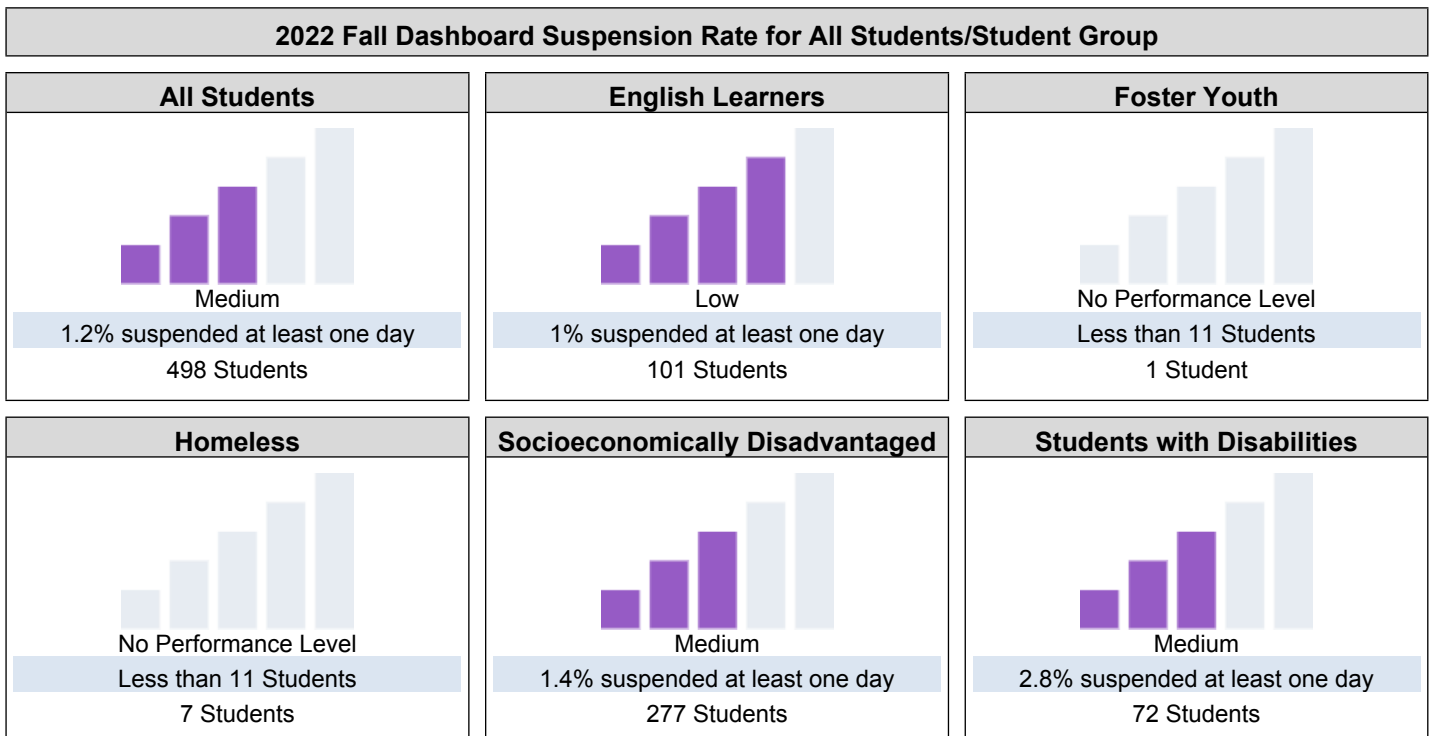 2022 Fall Dashboard Suspension Rate for All Students/Student Group
All Students
Medium
1.2% suspended at least one day
498 Students
English Learners
Low
1% suspended at least one day
101 Students
Foster Youth
No Performance Level
Less than 11 Students
1 Student
Homeless
No Performance Level
Less than 11 Students
7 Students
Socioeconomically Disadvantaged
Medium
1.4% suspended at least one day
277 Students
Students with Disabilities
Medium
2.8% suspended at least one day
72 Students